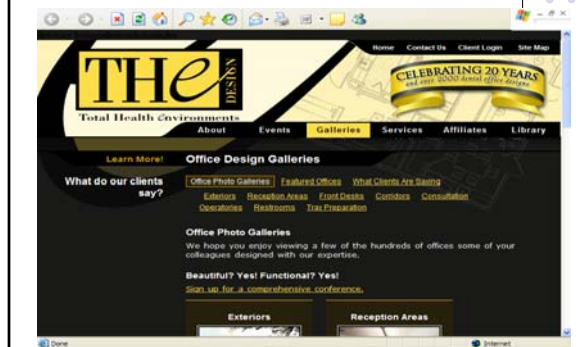 Home Contact Us Client Login Site Map
THE
DESIGN
Total Health Environments
CELEBRATING 20 YEARS
and over 2000 dental office designs
About Events Galleries Services Affiliates Library
Learn More!
Office Design Galleries
What do our clients say?
Office Photo Galleries Featured Offices What Clients Are Saying
Exteriors Reception Areas Front Desks Corridors Consultation
Operatories Restrooms Tray Preparation
Office Photo Galleries
We hope you enjoy viewing a few of the hundreds of offices some of your
colleagues designed with our expertise.
Beautiful? Yes! Functional? Yes!
Sign up for a comprehensive conference.
Exteriors Reception Areas
Done Internet